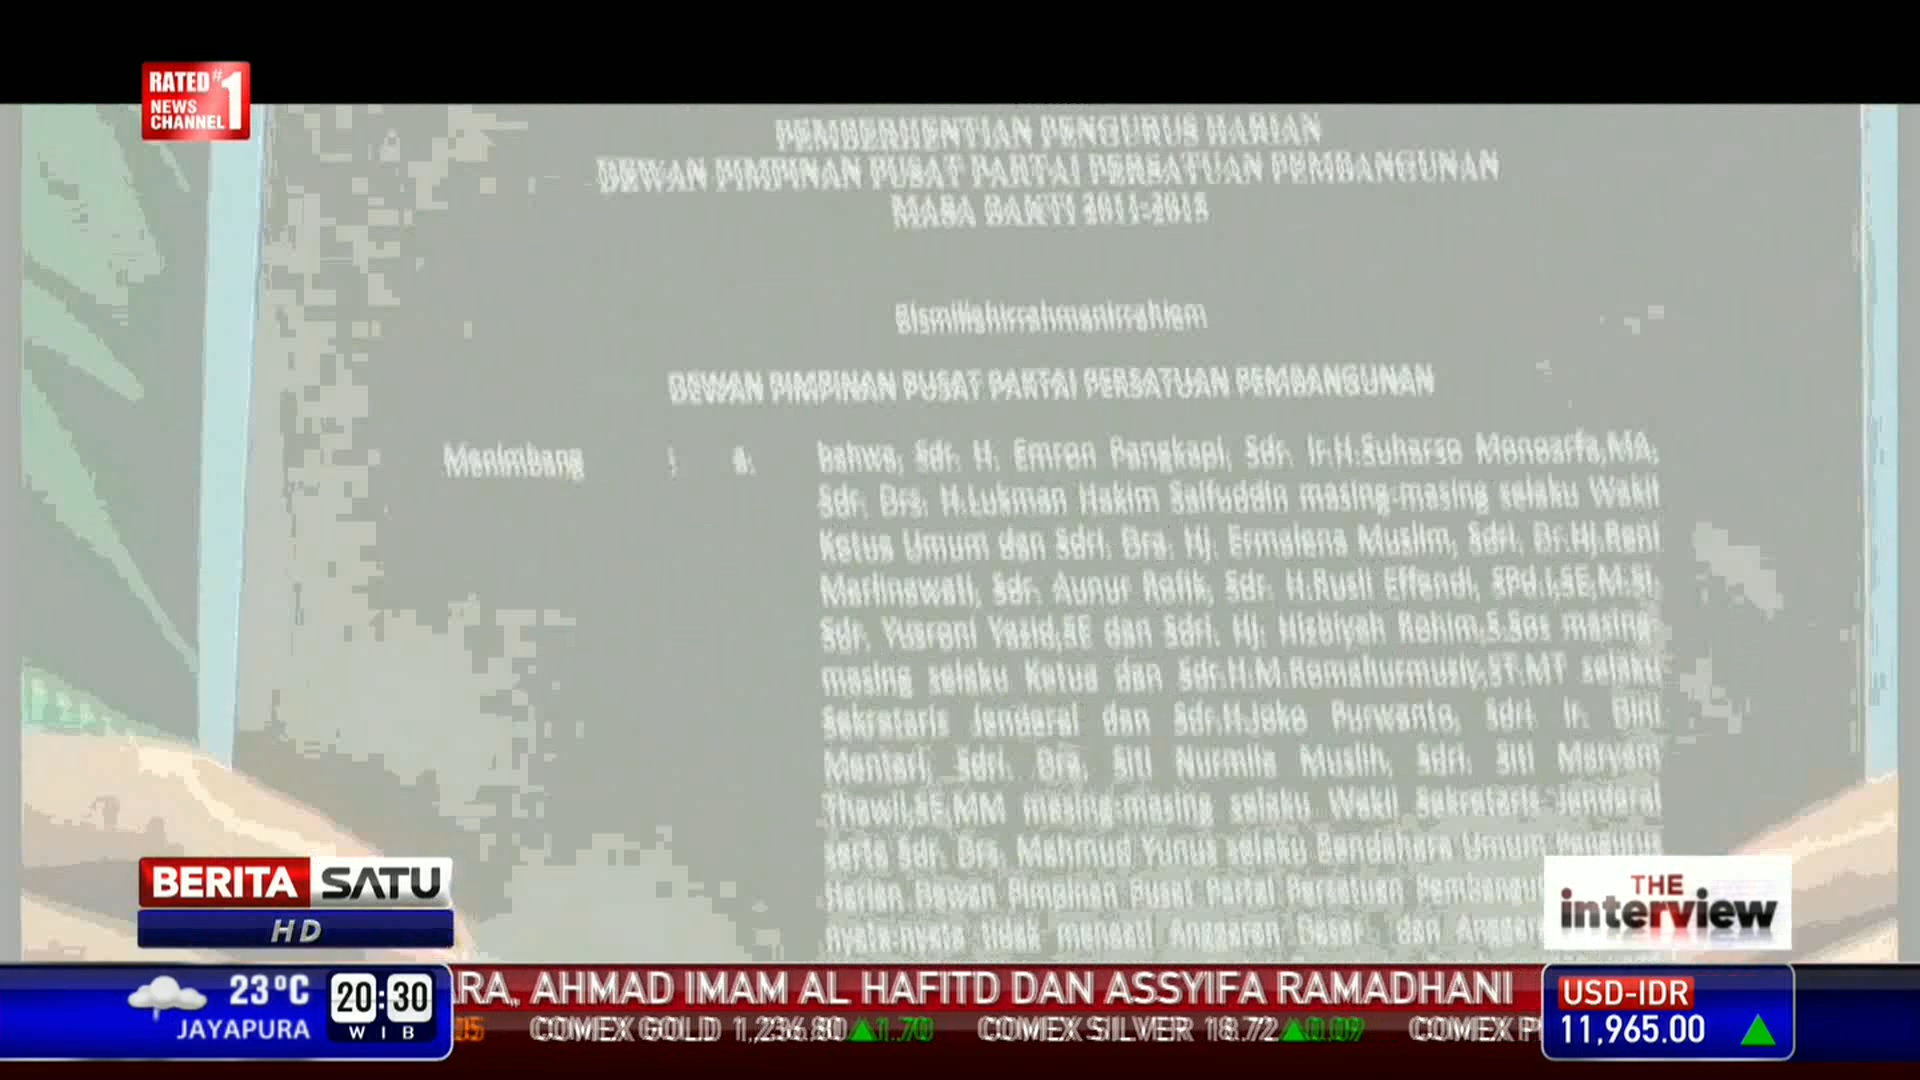 RATED #1
NEWS
CHANNEL
PEMBERHENTIAN PENGURUS HARIAN
DEWAN PIMPINAN PUSAT PARTAI PERSATUAN PEMBANGUNAN
MASA BAKTI 2011-2015
Bismillahirrahmanirrahiem
DEWAN PIMPINAN PUSAT PARTAI PERSATUAN PEMBANGUNAN
Menimbang : a. bahwa, Sdr. H. Emron Pangkapi, Sdr. Ir.H.Suharso Monoarfa,MA,
Sdr. Drs. H.Lukman Hakim Saifuddin masing-masing selaku Wakil
Ketua Umum dan Sdri. Dra. Hj. Ermalena Muslim, Sdri. Dr.Hj.Reni
Marlinawati, Sdr. Aunur Rofik, Sdr. H.Rusli Effendi, SPd.I,SE,M.Si,
Sdr. Yusroni Yazid,SE dan Sdri. Hj. Hisbiyah Rohim,S.Sos masing-
masing selaku Ketua dan Sdr.H.M.Romahurmuziy,ST.MT selaku
Sekretaris Jenderal dan Sdr.H.Joko Purwanto, Sdri. Ir. Dini
Mentari, Sdri. Dra. Siti Nurmila Muslih, Sdri. Siti Maryam
Thawil,SE,MM masing-masing selaku Wakil Sekretaris Jenderal
serta Sdr. Drs. Mahmud Yunus selaku Bendahara Umum Pengurus
Harian Dewan Pimpinan Pusat Partai Persatuan
nyata-nyata tidak menaati Anggaran Dasar dan
BERITA SATU
HD
THE
interview
23°C
JAYAPURA
20:30
WIB
AHMAD IMAM AL HAFITD DAN ASSYIFA RAMADHANI
COMEX GOLD 1,236.80 ▲1.70 COMEX SILVER 18.72 ▲0.09 COMEX
USD-IDR
11,965.00 ▲